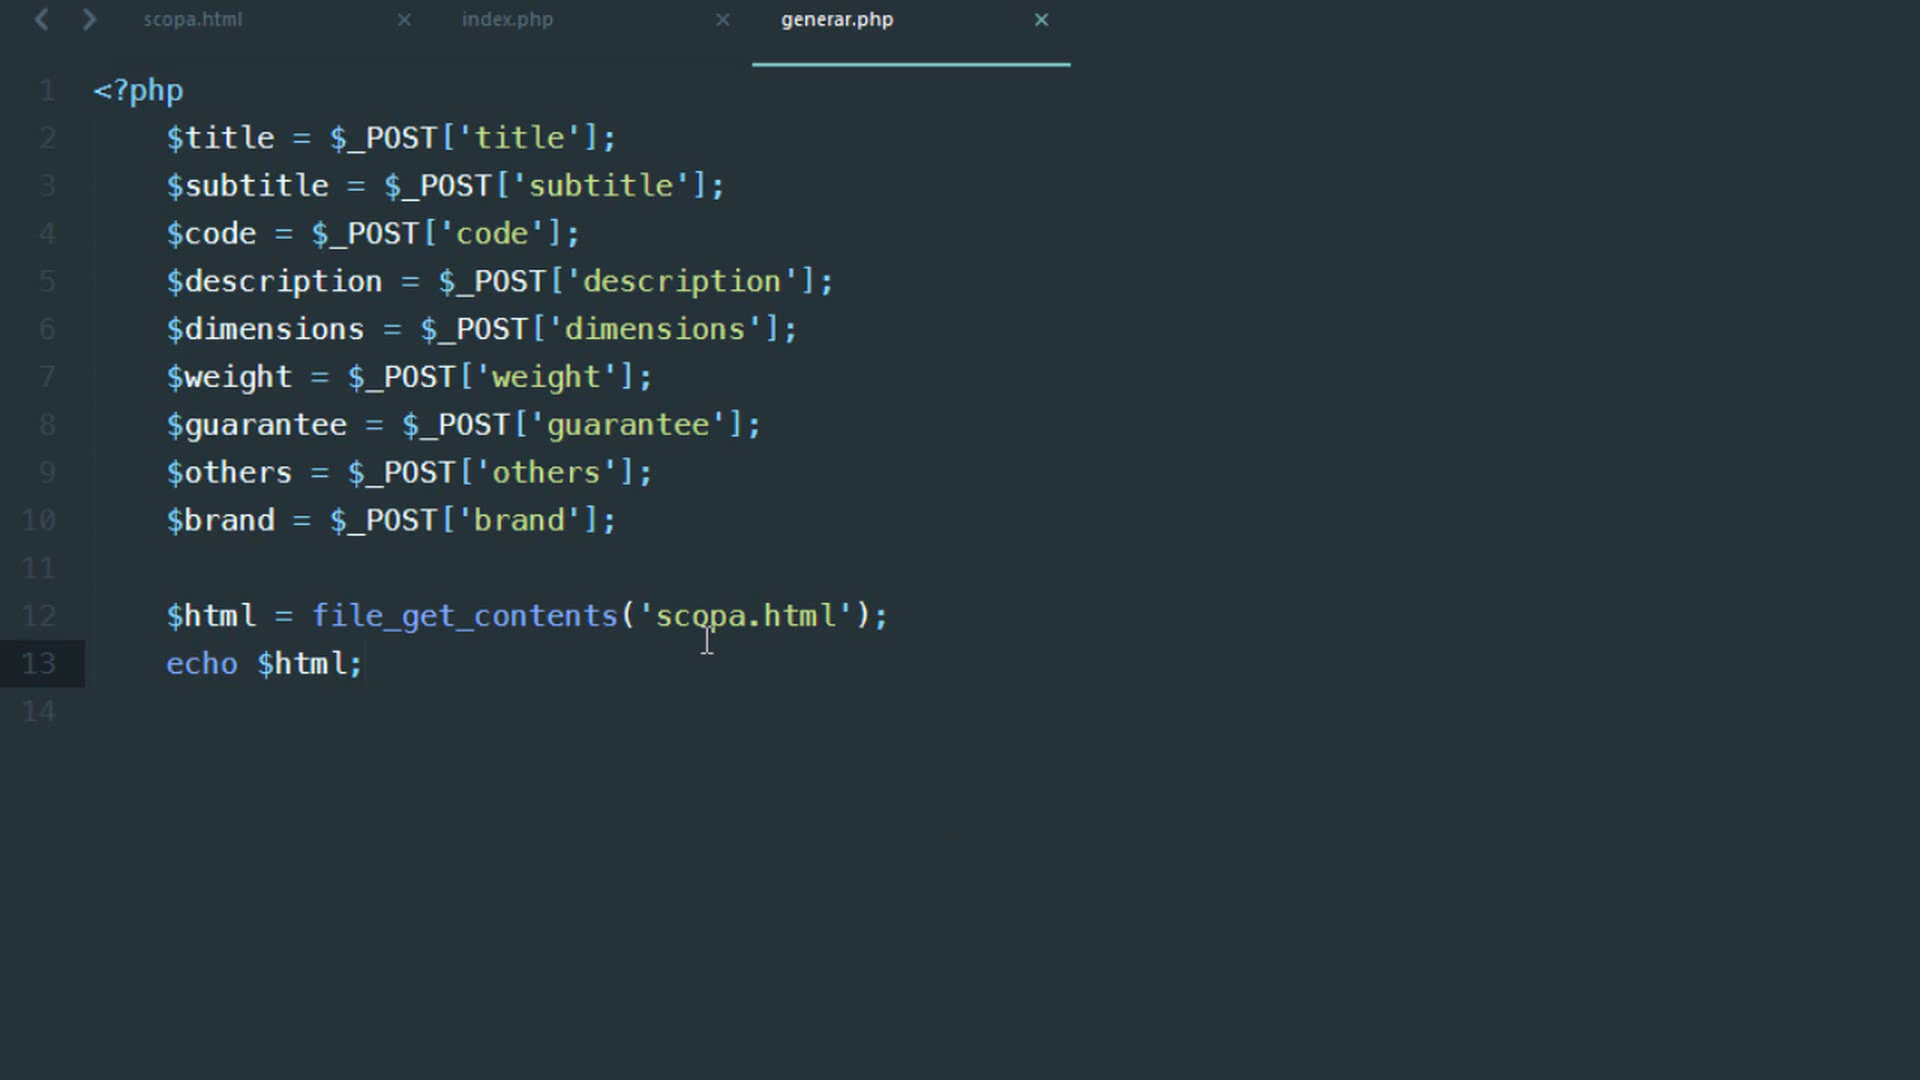 scopa.html × index.php × generar.php ×
1 <?php
2 $title = $_POST['title'];
3 $subtitle = $_POST['subtitle'];
4 $code = $_POST['code'];
5 $description = $_POST['description'];
6 $dimensions = $_POST['dimensions'];
7 $weight = $_POST['weight'];
8 $guarantee = $_POST['guarantee'];
9 $others = $_POST['others'];
10 $brand = $_POST['brand'];
11
12 $html = file_get_contents('scopa.html');
13 echo $html;
14